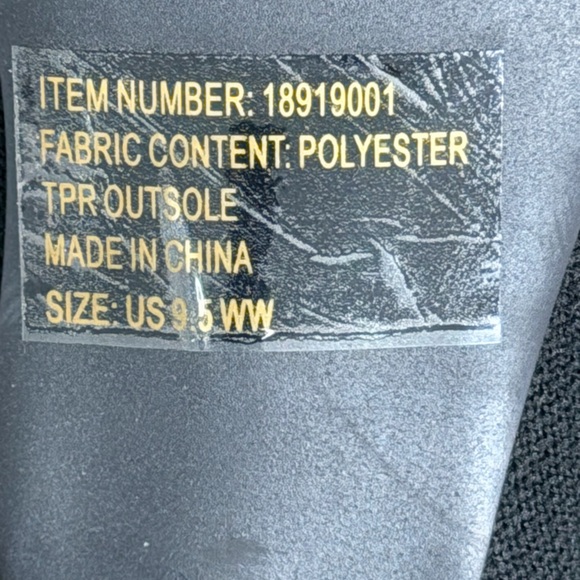 ITEM NUMBER: 18919001
FABRIC CONTENT: POLYESTER
TPR OUTSOLE
MADE IN CHINA
SIZE: US 9.5 WW